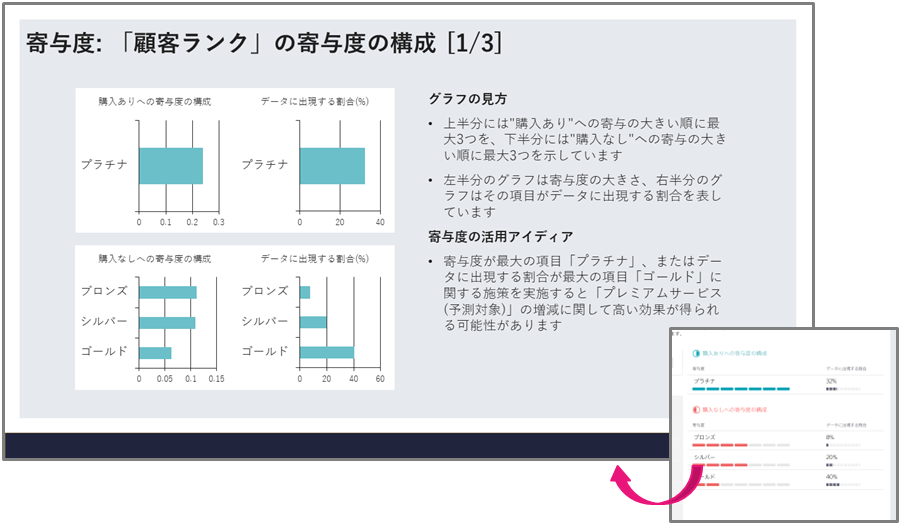 寄与度: 「顧客ランク」の寄与度の構成 [1/3]
購入ありへの寄与度の構成
データに出現する割合(%)
プラチナ
プラチナ
0 0.1 0.2 0.3
0 20 40
購入なしへの寄与度の構成
データに出現する割合(%)
ブロンズ
ブロンズ
シルバー
シルバー
ゴールド
ゴールド
0 0.05 0.1 0.15
0 20 40 60
グラフの見方
• 上半分には"購入あり"への寄与の大きい順に最
大3つを、下半分には"購入なし"への寄与の大き
い順に最大3つを示しています
• 左半分のグラフは寄与度の大きさ、右半分のグ
ラフはその項目がデータに出現する割合を表し
ています
寄与度の活用アイディア
• 寄与度が最大の項目「プラチナ」、またはデー
タに出現する割合が最大の項目「ゴールド」に
関する施策を実施すると「プレミアムサービス
(予測対象)」の増減に関して高い効果が得られ
る可能性があります
ます。
購入ありへの寄与度の構成
寄与度 データに出現する割合
プラチナ 32%
購入なしへの寄与度の構成
寄与度 データに出現する割合
ブロンズ 8%
シルバー 20%
ールド 40%